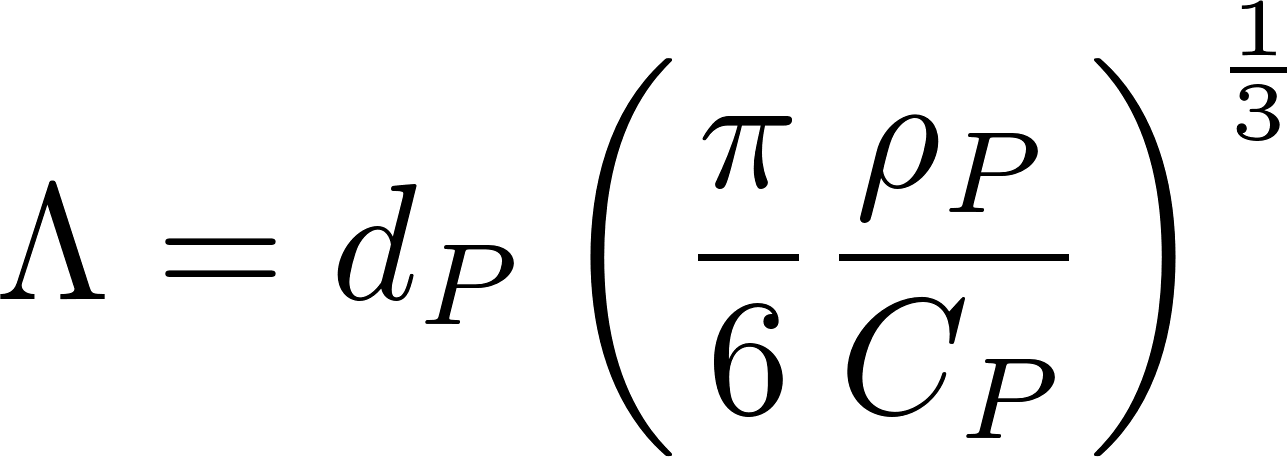 Λ = d_P (π/6 ρ_P/C_P)^(1/3)